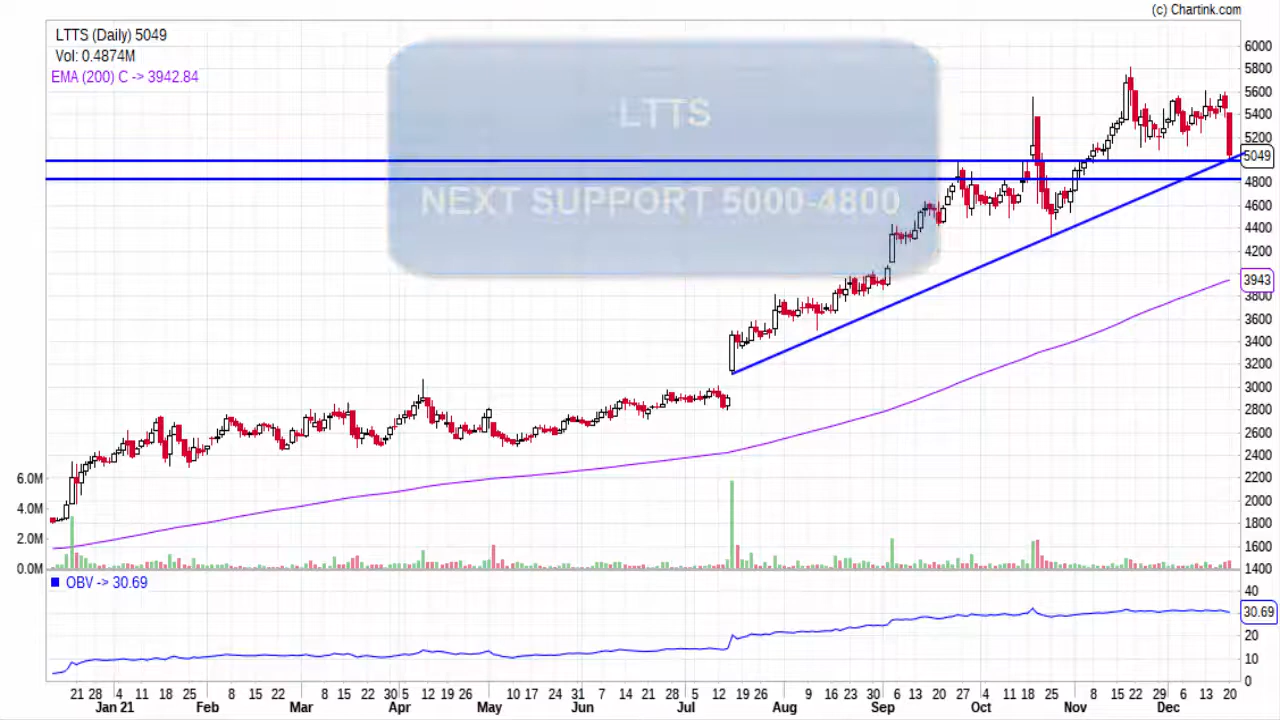 (c) Chartink.com
LTTS (Daily) 5049
Vol: 0.4874M
EMA (200) C -> 3942.84
LTTS
NEXT SUPPORT 5000-4800
6000
5800
5600
5400
5200
5049
4800
4600
4400
4200
3943
3800
3600
3400
3200
3000
2800
2600
2400
2200
2000
1800
1600
1400
6.0M
4.0M
2.0M
0.0M
OBV -> 30.69
40
30.69
20
10
0
21 28 4 11 18 25 8 15 22 8 15 22 30 5 12 19 26 10 17 24 31 7 14 21 28 5 12 19 26 9 16 23 30 6 13 20 27 4 11 18 25 8 15 22 29 6 13 20
Jan 21 Feb Mar Apr May Jun Jul Aug Sep Oct Nov Dec